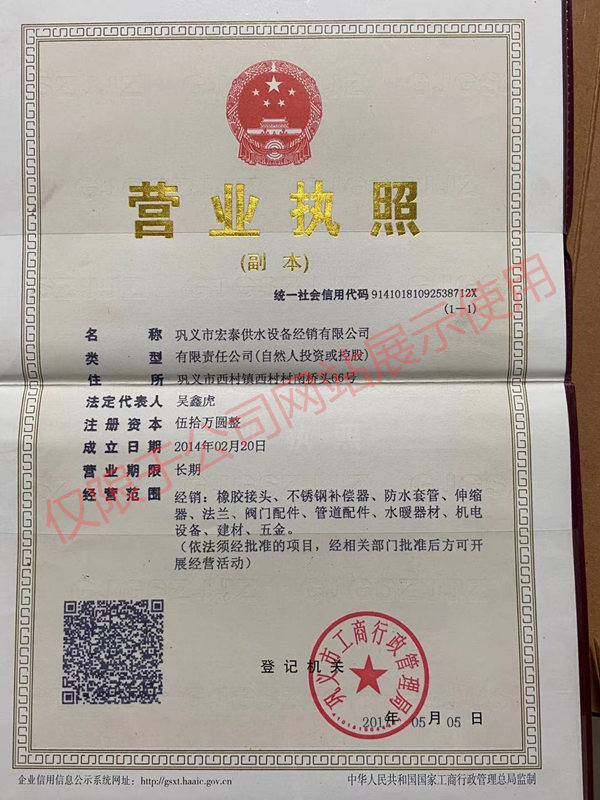 营业执照
(副本)
统一社会信用代码 91410181092538712X
(1-1)
名称 巩义市宏泰供水设备经销有限公司
类型 有限责任公司(自然人投资或控股)
住所 巩义市西村镇西村村南桥头66号
法定代表人 吴鑫虎
注册资本 伍拾万圆整
成立日期 2014年02月20日
营业期限 长期
经营范围 经销：橡胶接头、不锈钢补偿器、防水套管、伸缩
器、法兰、阀门配件、管道配件、水暖器材、机电
设备、建材、五金。
(依法须经批准的项目，经相关部门批准后方可开
展经营活动)
仅限于公司网站展示使用
登记机关
巩义市工商行政管理局
年05月05日
企业信用信息公示系统网址：http://gsxt.haaic.gov.cn
中华人民共和国国家工商行政管理总局监制